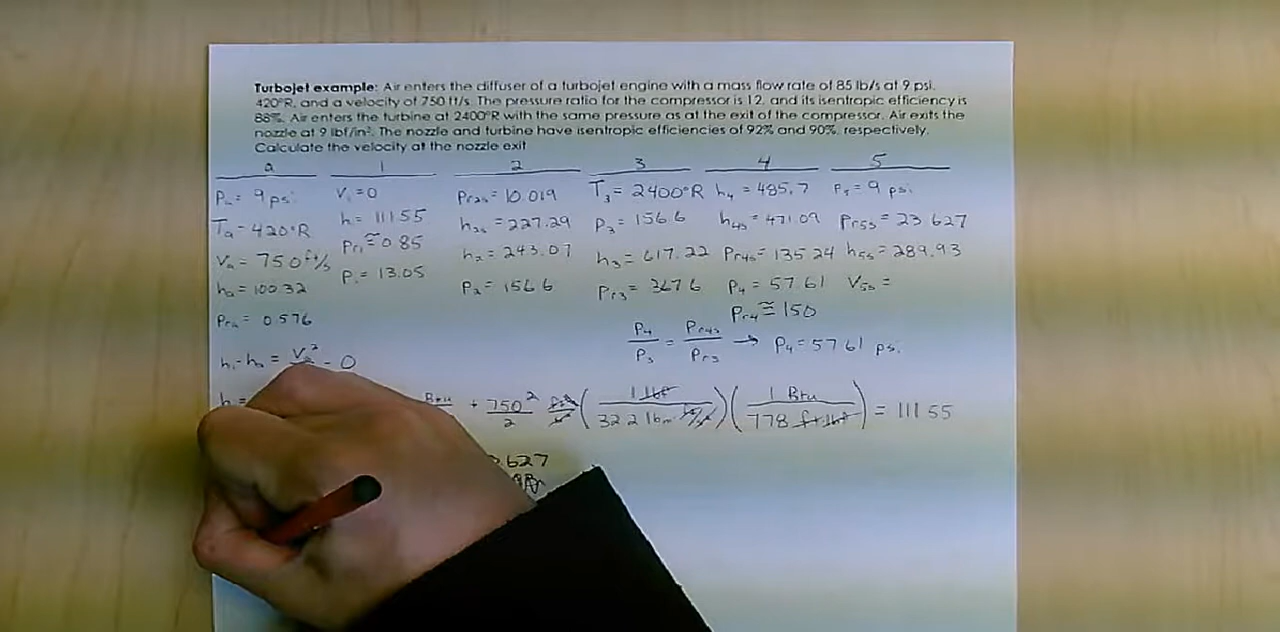 Turbojet example: Air enters the diffuser of a turbojet engine with a mass flow rate of 85 lb/s at 9 psi,
420°R, and a velocity of 750 ft/s. The pressure ratio for the compressor is 12, and its isentropic efficiency is
88%. Air enters the turbine at 2400°R with the same pressure as at the exit of the compressor. Air exits the
nozzle at 9 lbf/in². The nozzle and turbine have isentropic efficiencies of 92% and 90%, respectively.
Calculate the velocity at the nozzle exit
a 1 2 3 4 5
Pa = 9 psi V1 = 0 Pr2s = 10.019 T3 = 2400°R h4 = 485.7 P5 = 9 psi
Ta = 420°R h1 = 111.55 h2s = 227.29 P3 = 156.6 h4s = 471.09 Pr5s = 23.627
Va = 750 ft/s Pr1 ≅ 0.85 h2 = 243.07 h3 = 617.22 Pr4s = 135.24 h5s = 289.93
ha = 100.32 P1 = 13.05 P2 = 156.6 Pr3 = 367.6 P4 = 57.61 V5s =
Pra = 0.576 Pr4 ≅ 150
P4/P3 = Pr4s/Pr3 → P4 = 57.61 psi
h1 - ha = Va² - 0
h = Btu + 750²/2 ft²/s² (1 lbf / 32.2 lbm ft/s²)(1 Btu / 778 ft·lbf) = 111.55
.627